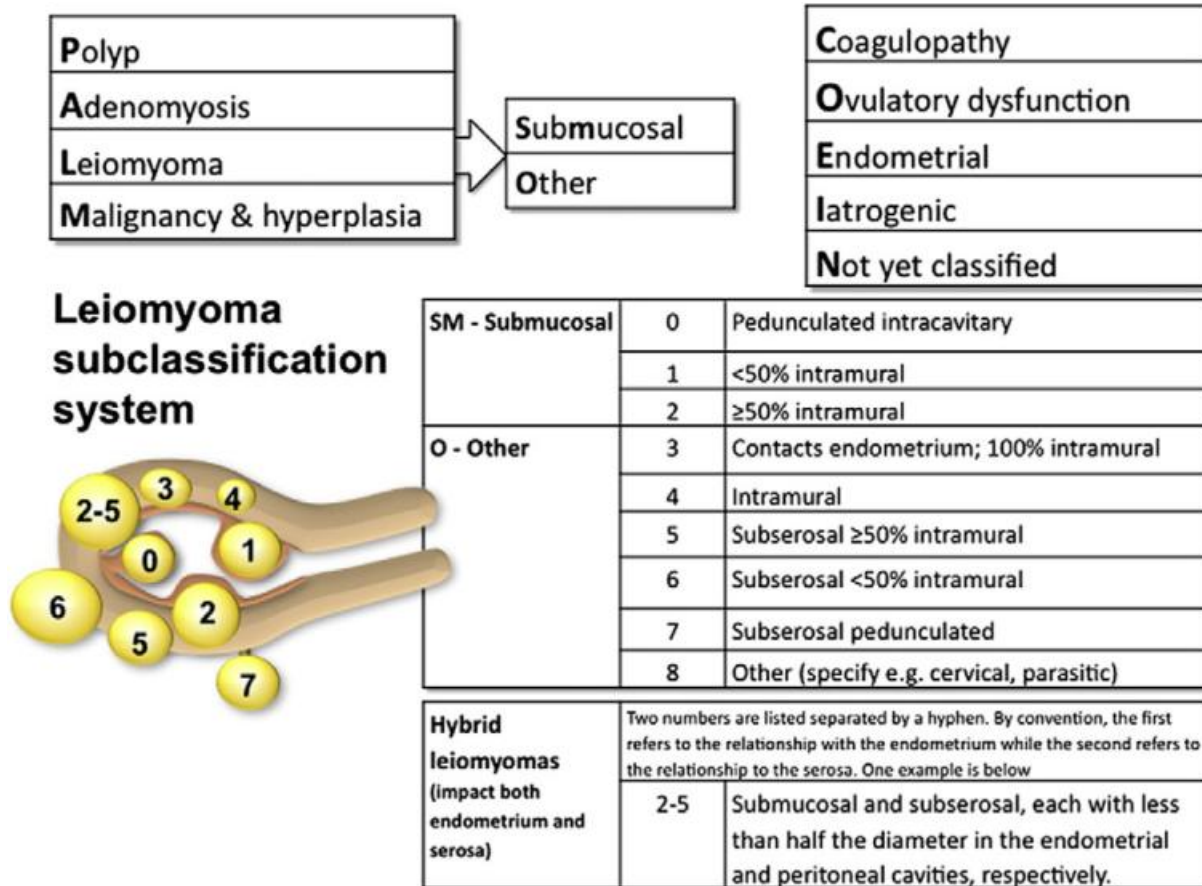 Polyp
Adenomyosis
Leiomyoma
Malignancy & hyperplasia
Submucosal
Other
Coagulopathy
Ovulatory dysfunction
Endometrial
Iatrogenic
Not yet classified
Leiomyoma
subclassification
system
2-5
3
4
0
1
6
5
2
7
SM - Submucosal
0
Pedunculated intracavitary
1
<50% intramural
2
≥50% intramural
O - Other
3
Contacts endometrium; 100% intramural
4
Intramural
5
Subserosal ≥50% intramural
6
Subserosal <50% intramural
7
Subserosal pedunculated
8
Other (specify e.g. cervical, parasitic)
Hybrid
leiomyomas
(impact both
endometrium and
serosa)
Two numbers are listed separated by a hyphen. By convention, the first
refers to the relationship with the endometrium while the second refers to
the relationship to the serosa. One example is below
2-5
Submucosal and subserosal, each with less
than half the diameter in the endometrial
and peritoneal cavities, respectively.